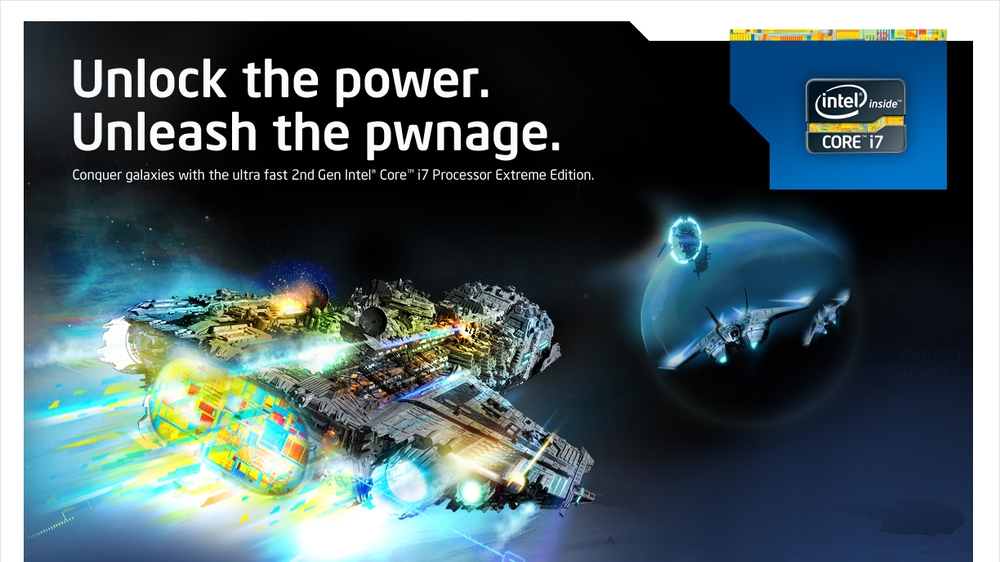 Unlock the power.
Unleash the pwnage.
Conquer galaxies with the ultra fast 2nd Gen Intel® Core™ i7 Processor Extreme Edition.
intel® inside™
CORE™ i7